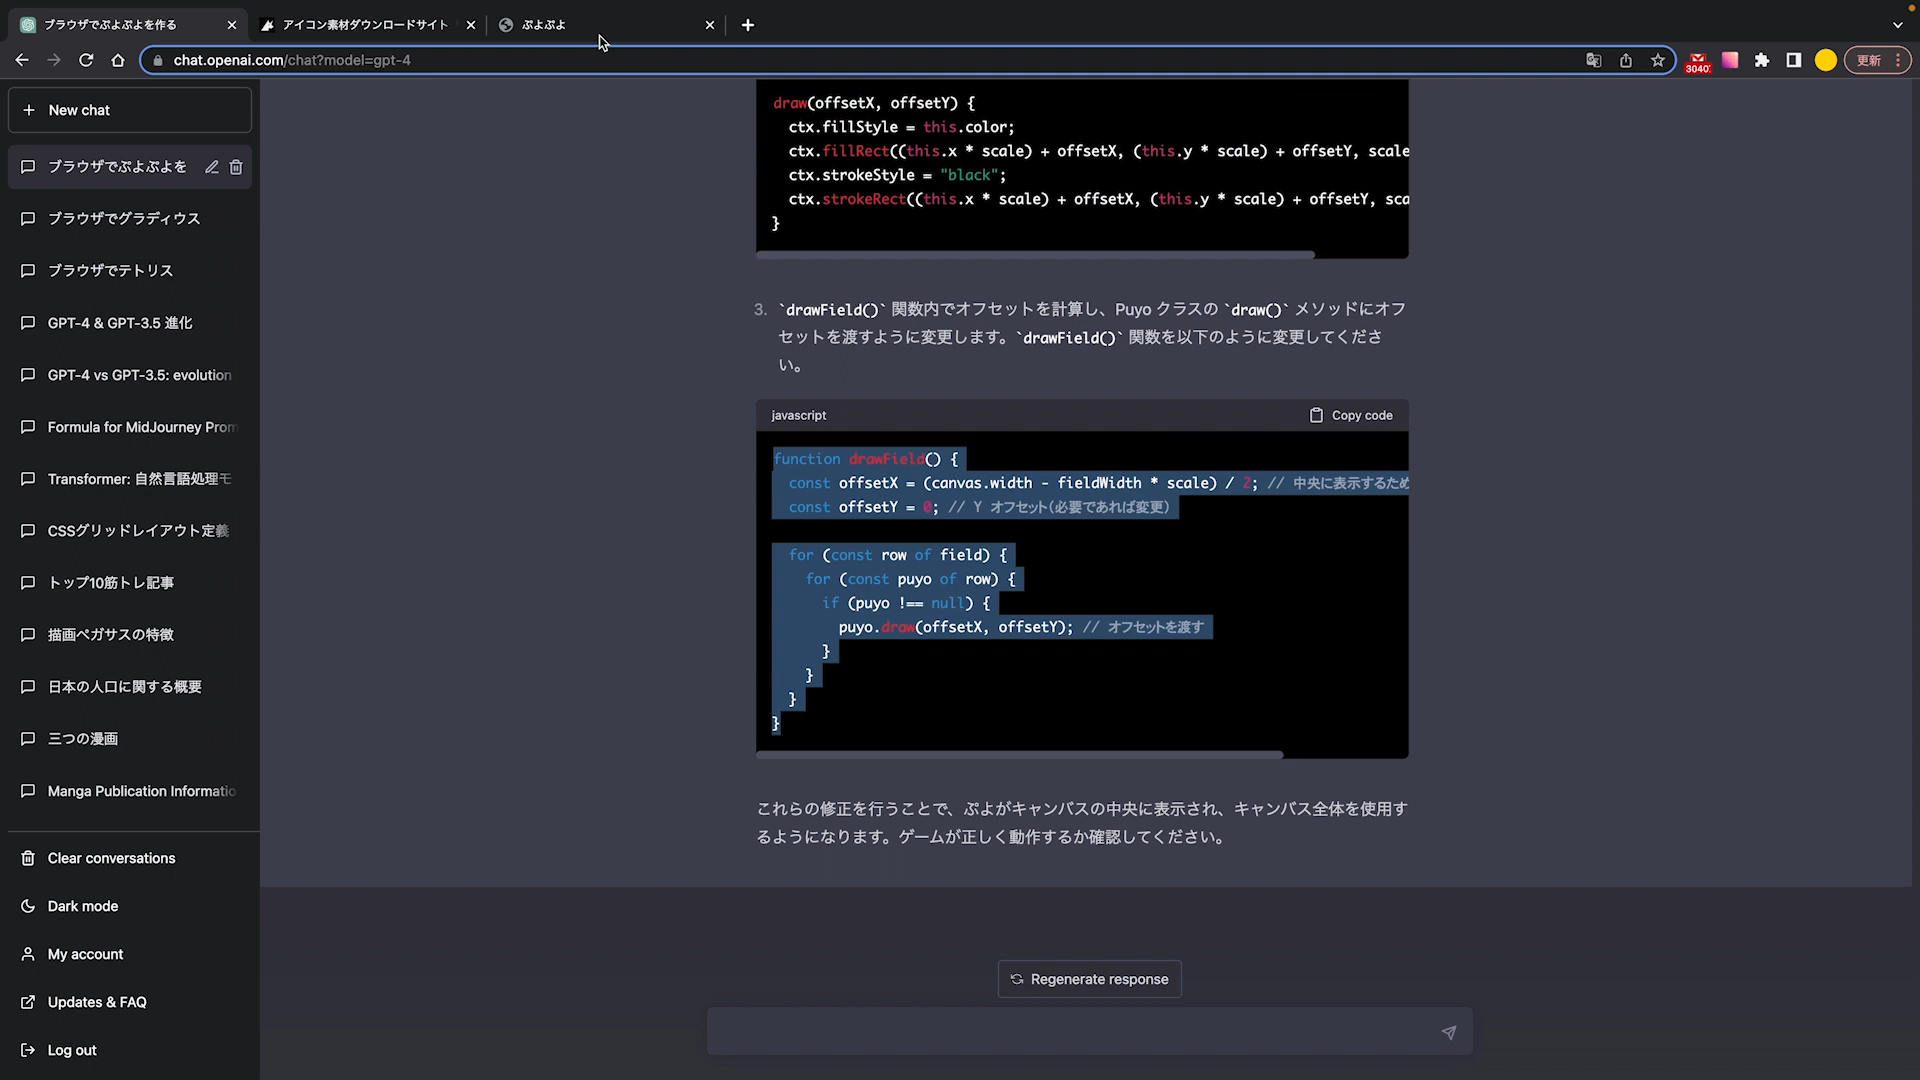 ブラウザでぷよぷよを作る
アイコン素材ダウンロードサイト
ぷよぷよ
chat.openai.com/chat?model=gpt-4
3040
更新
New chat
ブラウザでぷよぷよを
ブラウザでグラディウス
ブラウザでテトリス
GPT-4 & GPT-3.5 進化
GPT-4 vs GPT-3.5: evolution
Formula for MidJourney Prom
Transformer: 自然言語処理モ
CSSグリッドレイアウト定義
トップ10筋トレ記事
描画ペガサスの特徴
日本の人口に関する概要
三つの漫画
Manga Publication Informatio
Clear conversations
Dark mode
My account
Updates & FAQ
Log out
draw(offsetX, offsetY) {
ctx.fillStyle = this.color;
ctx.fillRect((this.x * scale) + offsetX, (this.y * scale) + offsetY, scale
ctx.strokeStyle = "black";
ctx.strokeRect((this.x * scale) + offsetX, (this.y * scale) + offsetY, sca
}
3. `drawField()` 関数内でオフセットを計算し、Puyo クラスの `draw()` メソッドにオフ
セットを渡すように変更します。`drawField()` 関数を以下のように変更してくださ
い。
javascript
Copy code
function drawField() {
const offsetX = (canvas.width - fieldWidth * scale) / 2; // 中央に表示するため
const offsetY = 0; // Y オフセット(必要であれば変更)
for (const row of field) {
for (const puyo of row) {
if (puyo !== null) {
puyo.draw(offsetX, offsetY); // オフセットを渡す
}
}
}
}
これらの修正を行うことで、ぷよがキャンバスの中央に表示され、キャンバス全体を使用す
るようになります。ゲームが正しく動作するか確認してください。
Regenerate response